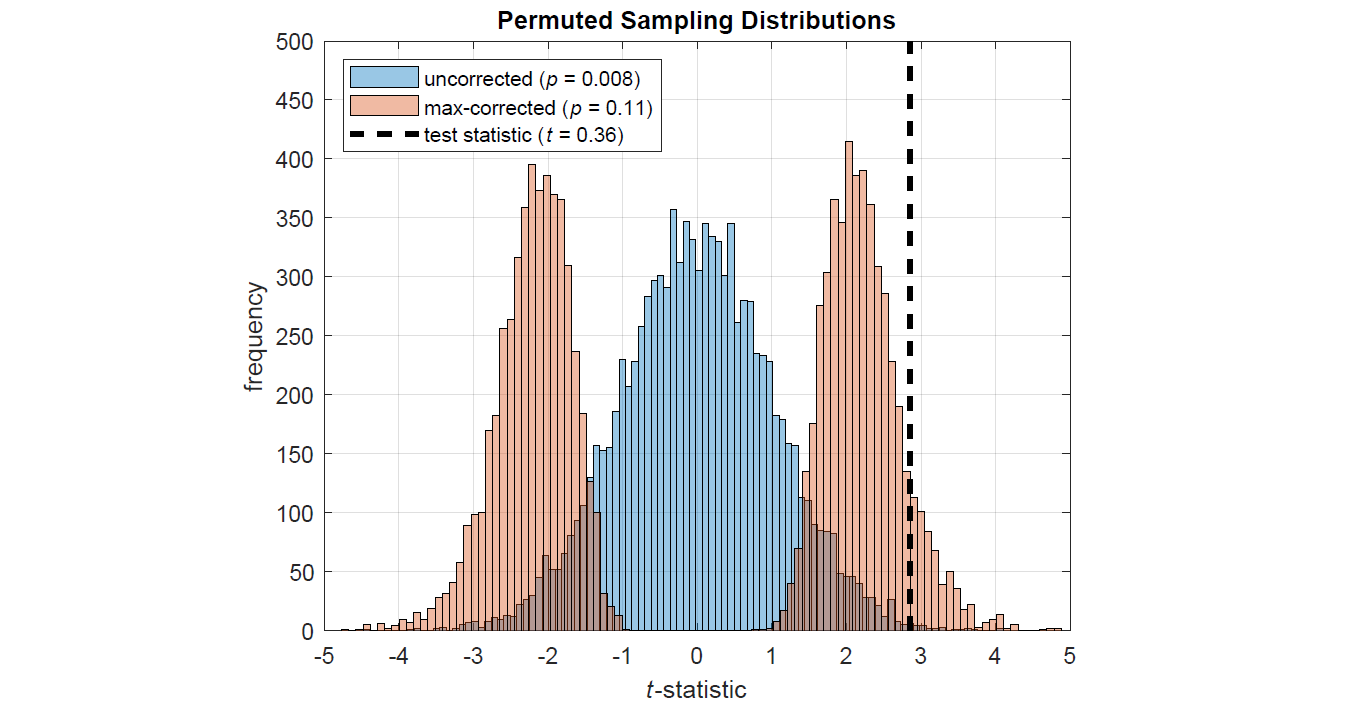 Permuted Sampling Distributions
500
450
400
350
300
250
200
150
100
50
0
frequency
uncorrected (p = 0.008)
max-corrected (p = 0.11)
test statistic (t = 0.36)
-5 -4 -3 -2 -1 0 1 2 3 4 5
t-statistic